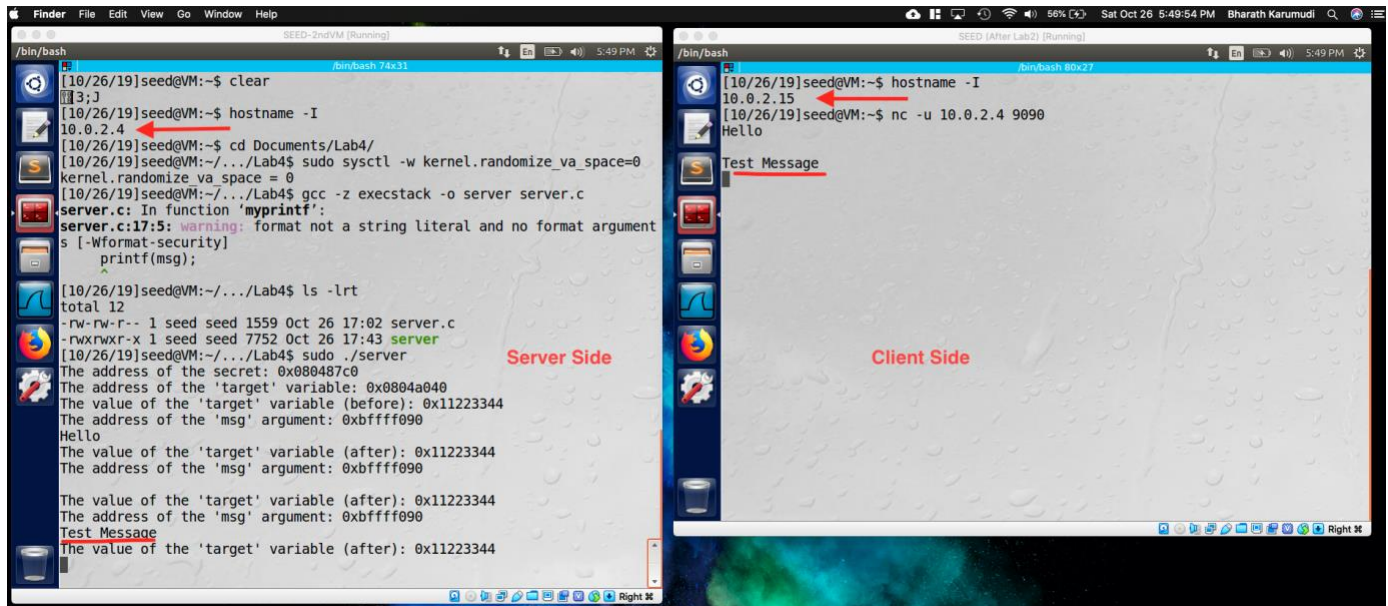 Finder File Edit View Go Window Help
56% Sat Oct 26 5:49:54 PM Bharath Karumudi
SEED-2ndVM [Running]
/bin/bash
En 5:49 PM
/bin/bash 74x31
[10/26/19]seed@VM:~$ clear
3;J
[10/26/19]seed@VM:~$ hostname -I
10.0.2.4
[10/26/19]seed@VM:~$ cd Documents/Lab4/
[10/26/19]seed@VM:~/.../Lab4$ sudo sysctl -w kernel.randomize_va_space=0
kernel.randomize_va_space = 0
[10/26/19]seed@VM:~/.../Lab4$ gcc -z execstack -o server server.c
server.c: In function ‘myprintf’:
server.c:17:5: warning: format not a string literal and no format argument
s [-Wformat-security]
printf(msg);
^
[10/26/19]seed@VM:~/.../Lab4$ ls -lrt
total 12
-rw-rw-r-- 1 seed seed 1559 Oct 26 17:02 server.c
-rwxrwxr-x 1 seed seed 7752 Oct 26 17:43 server
[10/26/19]seed@VM:~/.../Lab4$ sudo ./server
Server Side
The address of the secret: 0x080487c0
The address of the 'target' variable: 0x0804a040
The value of the 'target' variable (before): 0x11223344
The address of the 'msg' argument: 0xbffff090
Hello
The value of the 'target' variable (after): 0x11223344
The address of the 'msg' argument: 0xbffff090
The value of the 'target' variable (after): 0x11223344
The address of the 'msg' argument: 0xbffff090
Test Message
The value of the 'target' variable (after): 0x11223344
Right ⌘
SEED (After Lab2) [Running]
/bin/bash
En 5:49 PM
/bin/bash 80x27
[10/26/19]seed@VM:~$ hostname -I
10.0.2.15
[10/26/19]seed@VM:~$ nc -u 10.0.2.4 9090
Hello
Test Message
Client Side
Right ⌘